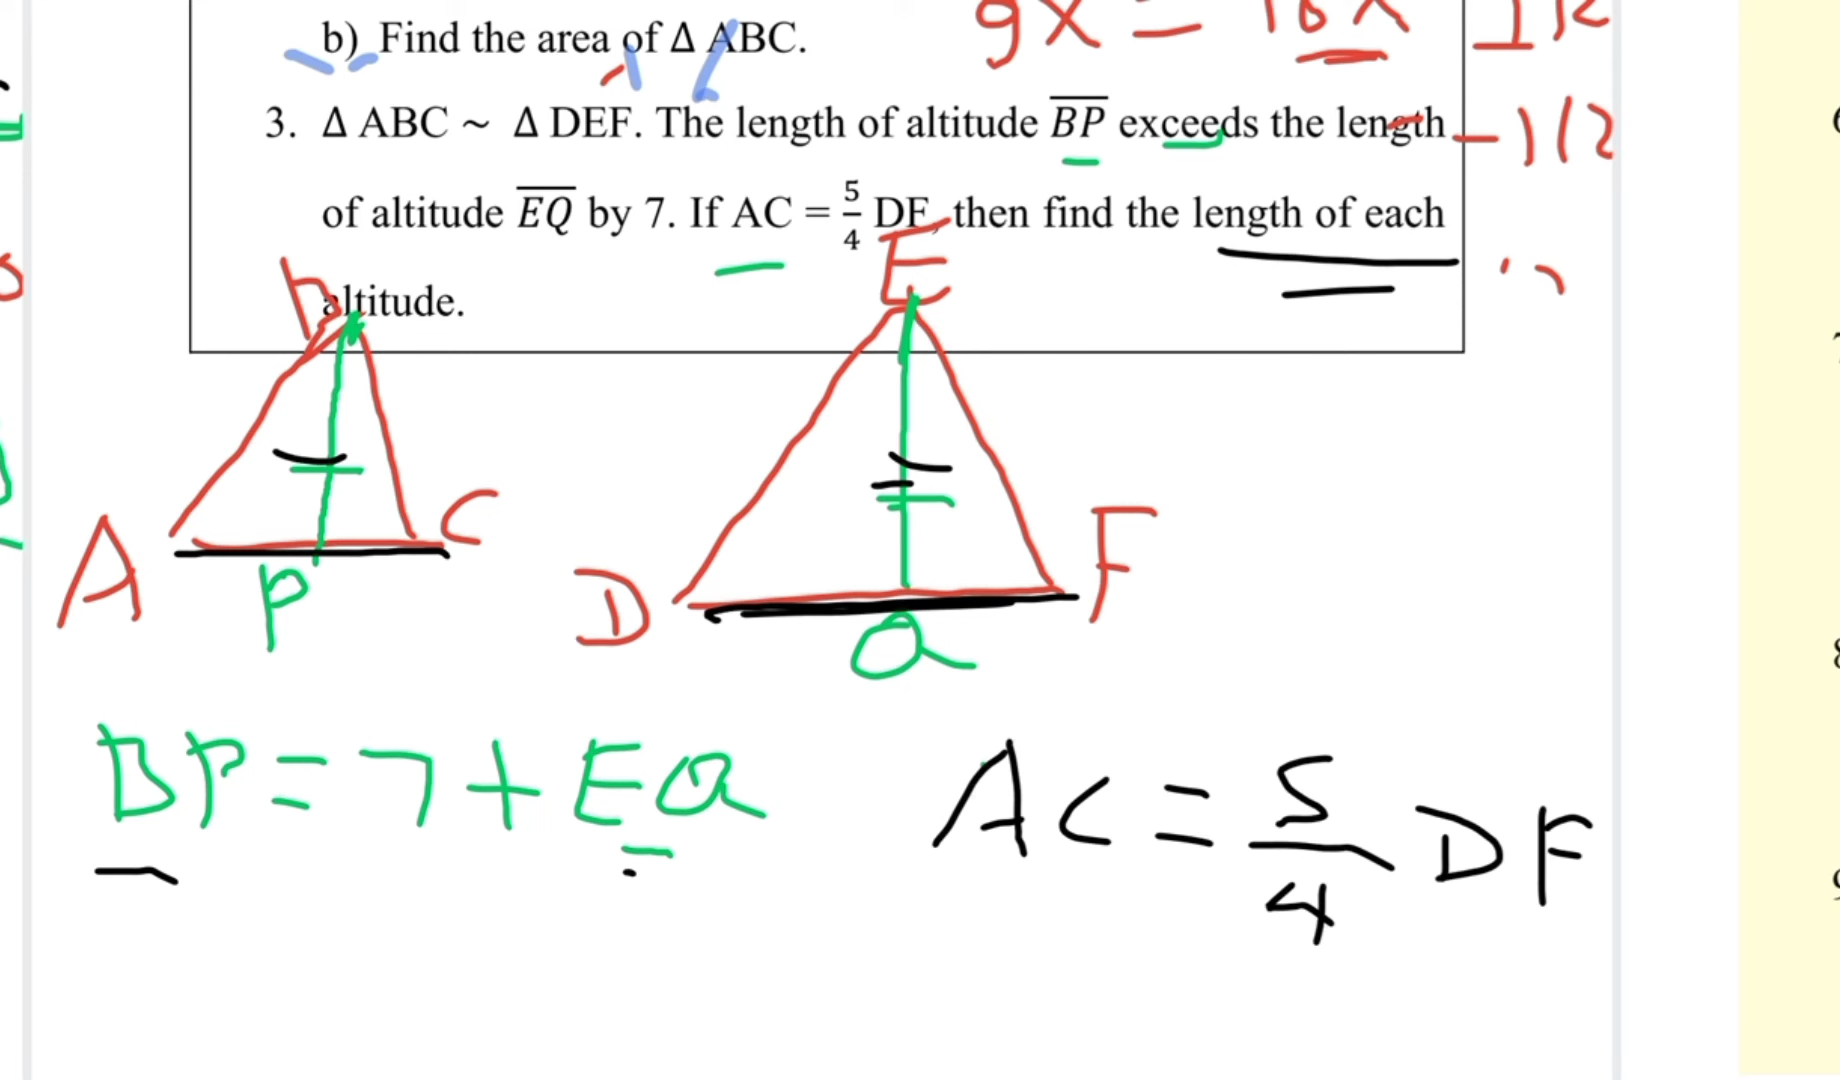 b) Find the area of Δ ABC.
9x = 16x
3. Δ ABC ~ Δ DEF. The length of altitude BP exceeds the length
-112
of altitude EQ by 7. If AC = 5/4 DF, then find the length of each
altitude.
B
E
A
C
P
D
F
Q
BP = 7 + EQ
AC = 5/4 DF